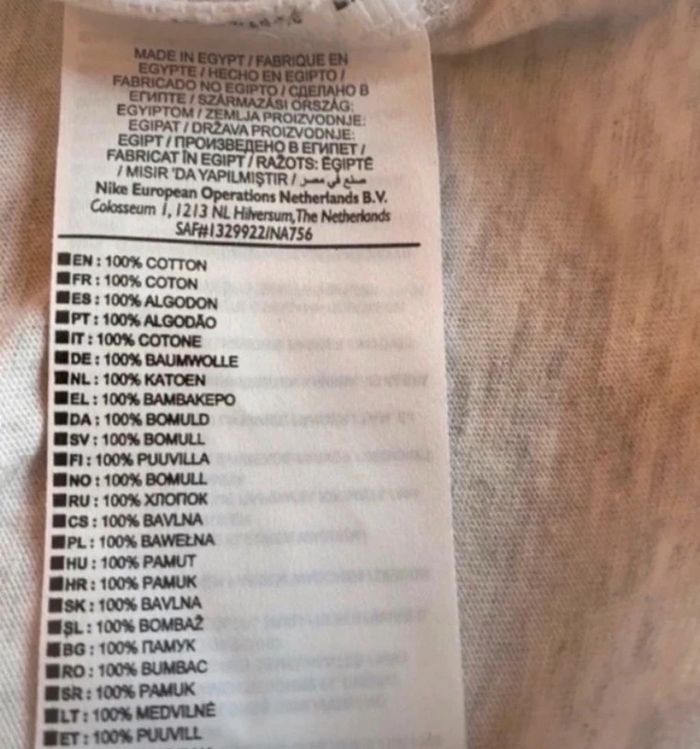 MADE IN EGYPT / FABRIQUE EN
EGYPTE / HECHO EN EGIPTO /
FABRICADO NO EGIPTO / СДЕЛАНО В
ЕГИПТЕ / SZÁRMAZÁSI ORSZÁG:
EGYIPTOM / ZEMLJA PROIZVODNJE:
EGIPAT / DRŽAVA PROIZVODNJE:
EGIPT / ПРОИЗВЕДЕНО В ЕГИПЕТ /
FABRICAT ÎN EGIPT / RAŽOTS: ĒĢIPTĒ
/ MISIR 'DA YAPILMIŞTIR / صنع في مصر
Nike European Operations Netherlands B.V.
Colosseum 1, 1213 NL Hilversum, The Netherlands
SAF#1329922/NA756
EN : 100% COTTON
FR : 100% COTON
ES : 100% ALGODON
PT : 100% ALGODÃO
IT : 100% COTONE
DE : 100% BAUMWOLLE
NL : 100% KATOEN
EL : 100% ΒΑΜΒΑΚΕΡΟ
DA : 100% BOMULD
SV : 100% BOMULL
FI : 100% PUUVILLA
NO : 100% BOMULL
RU : 100% ХЛОПОК
CS : 100% BAVLNA
PL : 100% BAWEŁNA
HU : 100% PAMUT
HR : 100% PAMUK
SK : 100% BAVLNA
SL : 100% BOMBAŽ
BG : 100% ПАМУК
RO : 100% BUMBAC
SR : 100% PAMUK
LT : 100% MEDVILNĖ
ET : 100% PUUVILL